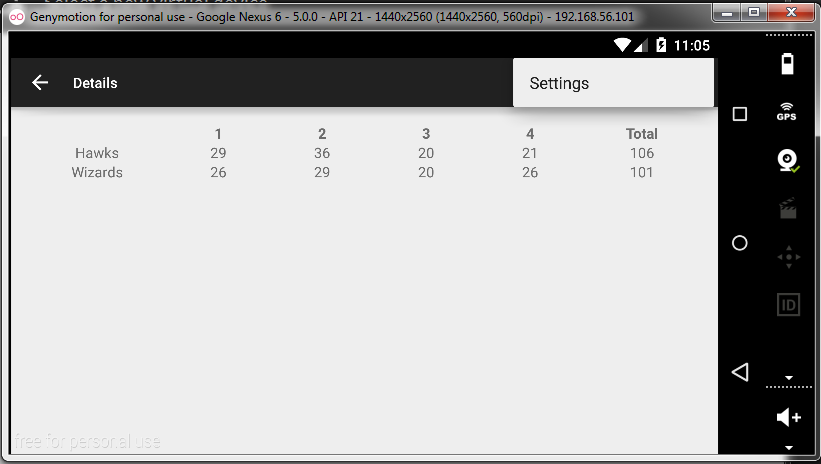 Genymotion for personal use - Google Nexus 6 - 5.0.0 - API 21 - 1440x2560 (1440x2560, 560dpi) - 192.168.56.101
11:05
Details
Settings
1 2 3 4 Total
Hawks 29 36 20 21 106
Wizards 26 29 20 26 101
GPS
ID
free for personal use